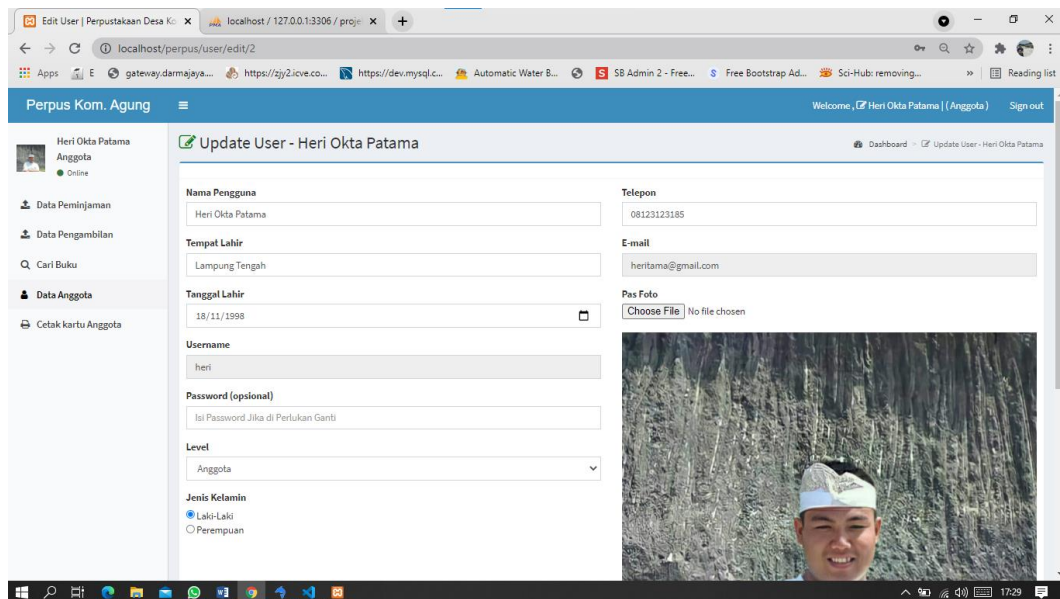 Edit User | Perpustakaan Desa Ko
localhost / 127.0.0.1:3306 / proje
localhost/perpus/user/edit/2
Apps
E
gateway.darmajaya....
https://zjy2.icve.co...
https://dev.mysql.c...
Automatic Water B...
SB Admin 2 - Free...
Free Bootstrap Ad...
Sci-Hub: removing...
»
Reading list
Perpus Kom. Agung
Welcome , Heri Okta Patama | ( Anggota )
Sign out
Heri Okta Patama
Anggota
Online
Data Peminjaman
Data Pengambilan
Cari Buku
Data Anggota
Cetak kartu Anggota
Update User - Heri Okta Patama
Dashboard
Update User - Heri Okta Patama
Nama Pengguna
Heri Okta Patama
Tempat Lahir
Lampung Tengah
Tanggal Lahir
18/11/1998
Username
heri
Password (opsional)
Isi Password Jika di Perlukan Ganti
Level
Anggota
Jenis Kelamin
Laki-Laki
Perempuan
Telepon
08123123185
E-mail
heritama@gmail.com
Pas Foto
Choose File No file chosen
17:29